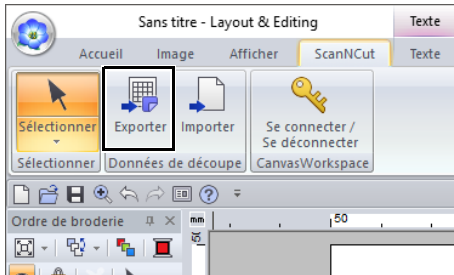 Sans titre - Layout & Editing Texte
Accueil Image Afficher ScanNCut Texte
Sélectionner Exporter Importer Se connecter /
Se déconnecter
Sélectionner Données de découpe CanvasWorkspace
Ordre de broderie mm 50